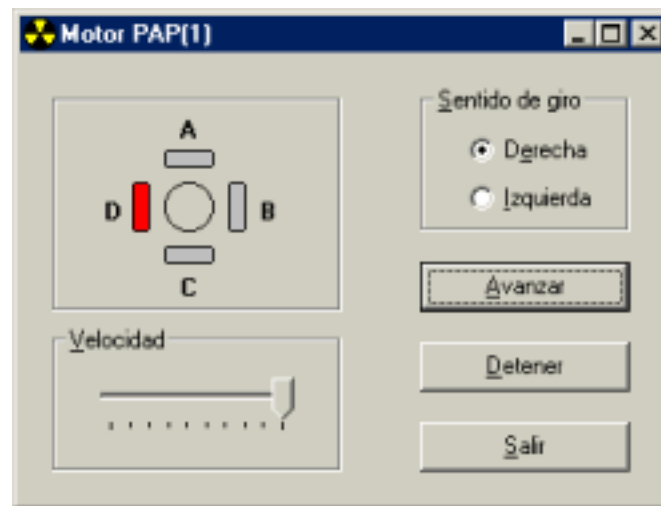 Motor PAP(1)
A
D
B
C
Velocidad
Sentido de giro
Derecha
Izquierda
Avanzar
Detener
Salir